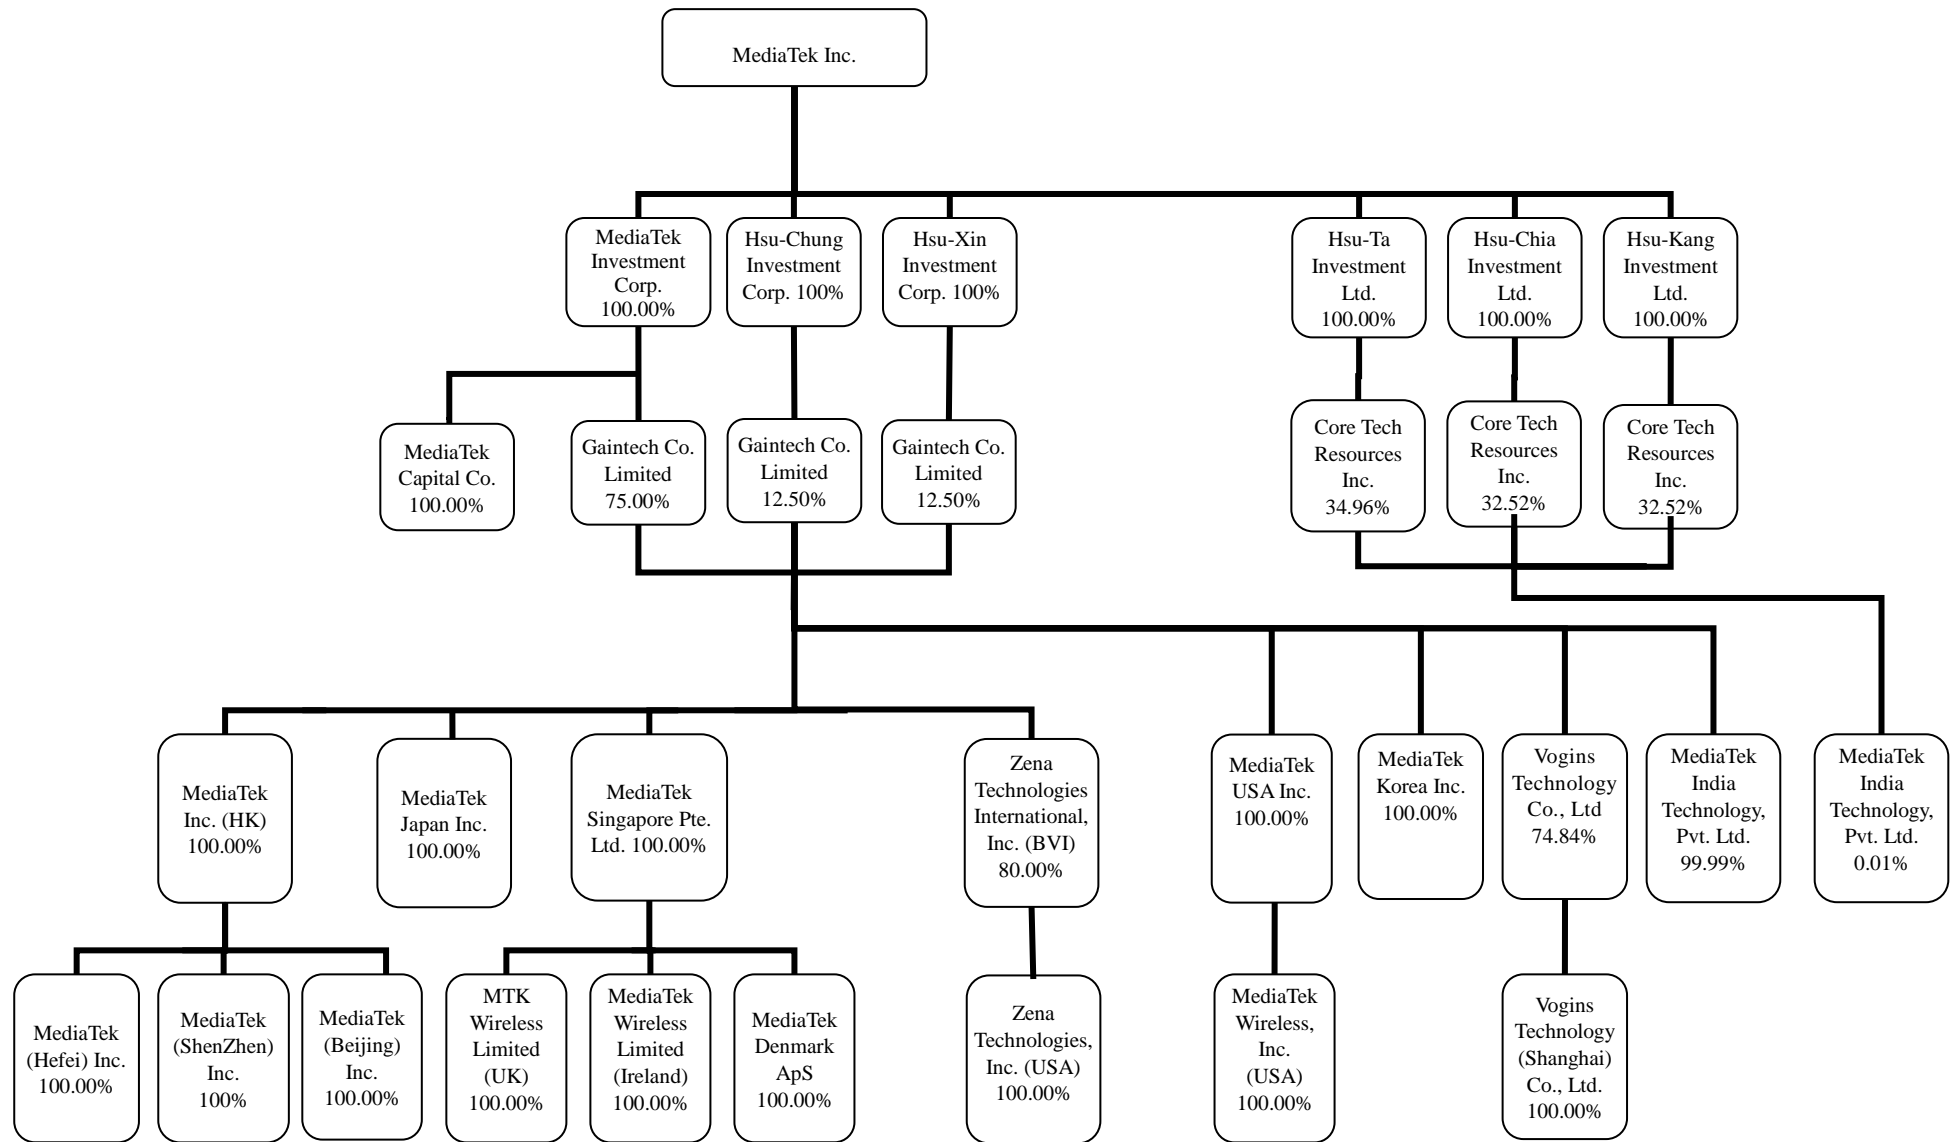 MediaTek Inc.
MediaTek
Investment
Corp.
100.00%
Hsu-Chung
Investment
Corp. 100%
Hsu-Xin
Investment
Corp. 100%
Hsu-Ta
Investment
Ltd.
100.00%
Hsu-Chia
Investment
Ltd.
100.00%
Hsu-Kang
Investment
Ltd.
100.00%
MediaTek
Capital Co.
100.00%
Gaintech Co.
Limited
75.00%
Gaintech Co.
Limited
12.50%
Gaintech Co.
Limited
12.50%
Core Tech
Resources
Inc.
34.96%
Core Tech
Resources
Inc.
32.52%
Core Tech
Resources
Inc.
32.52%
MediaTek
Inc. (HK)
100.00%
MediaTek
Japan Inc.
100.00%
MediaTek
Singapore Pte.
Ltd. 100.00%
Zena
Technologies
International,
Inc. (BVI)
80.00%
MediaTek
USA Inc.
100.00%
MediaTek
Korea Inc.
100.00%
Vogins
Technology
Co., Ltd
74.84%
MediaTek
India
Technology,
Pvt. Ltd.
99.99%
MediaTek
India
Technology,
Pvt. Ltd.
0.01%
MediaTek
(Hefei) Inc.
100.00%
MediaTek
(ShenZhen)
Inc.
100%
MediaTek
(Beijing)
Inc.
100.00%
MTK
Wireless
Limited
(UK)
100.00%
MediaTek
Wireless
Limited
(Ireland)
100.00%
MediaTek
Denmark
ApS
100.00%
Zena
Technologies,
Inc. (USA)
100.00%
MediaTek
Wireless,
Inc.
(USA)
100.00%
Vogins
Technology
(Shanghai)
Co., Ltd.
100.00%